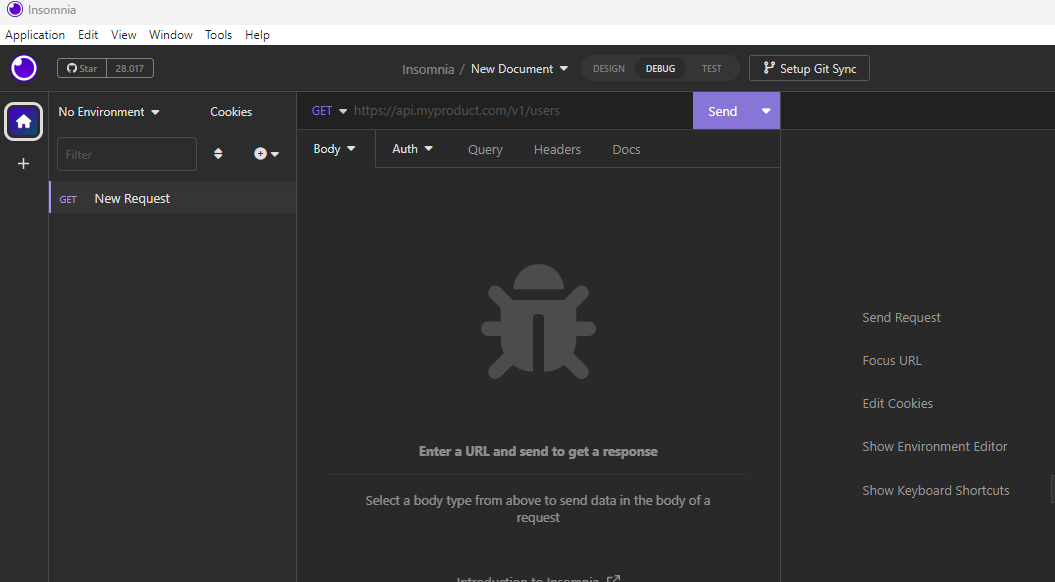 Insomnia
Application Edit View Window Tools Help
Star 28.017 Insomnia / New Document DESIGN DEBUG TEST Setup Git Sync
No Environment Cookies GET https://api.myproduct.com/v1/users Send
Filter Body Auth Query Headers Docs
GET New Request
Send Request
Focus URL
Edit Cookies
Show Environment Editor
Enter a URL and send to get a response
Show Keyboard Shortcuts
Select a body type from above to send data in the body of a
request
Introduction to Insomnia